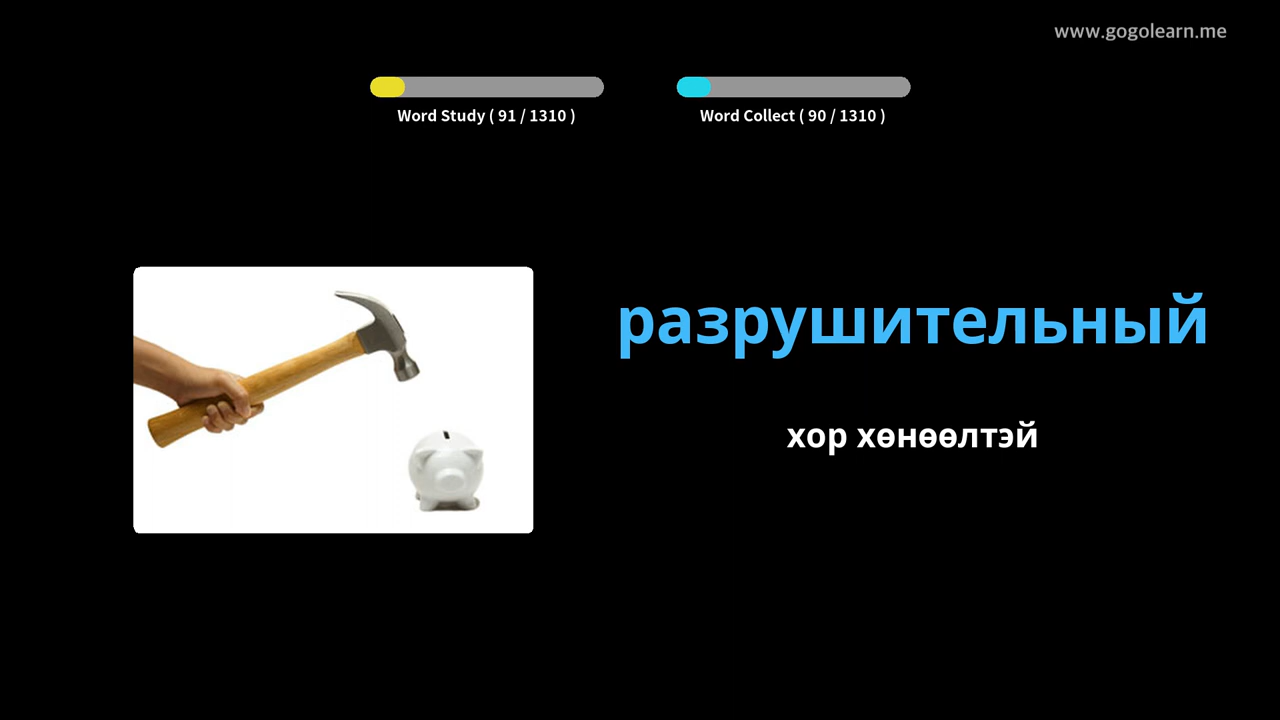 www.gogolearn.me
Word Study ( 91 / 1310 )
Word Collect ( 90 / 1310 )
разрушительный
хор хөнөөлтэй